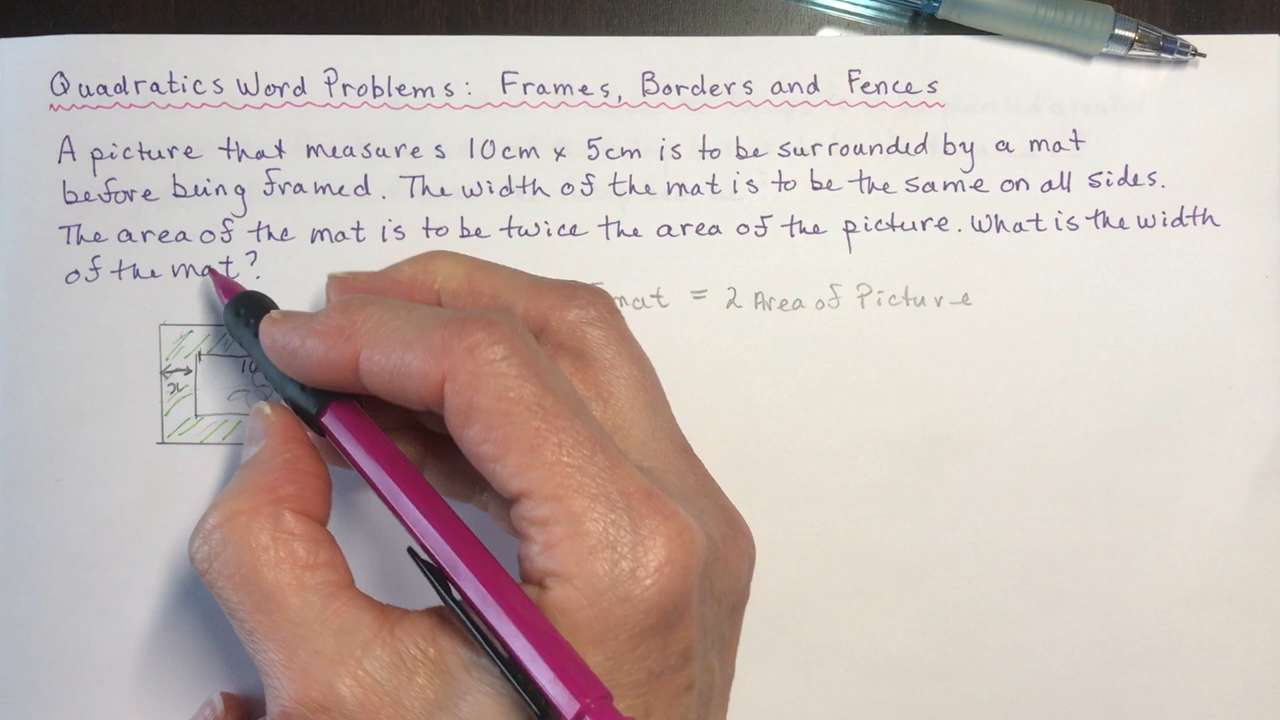 Quadratics Word Problems: Frames, Borders and Fences
A picture that measures 10cm x 5cm is to be surrounded by a mat
before being framed. The width of the mat is to be the same on all sides.
The area of the mat is to be twice the area of the picture. What is the width
of the mat?
mat = 2 Area of Picture
x